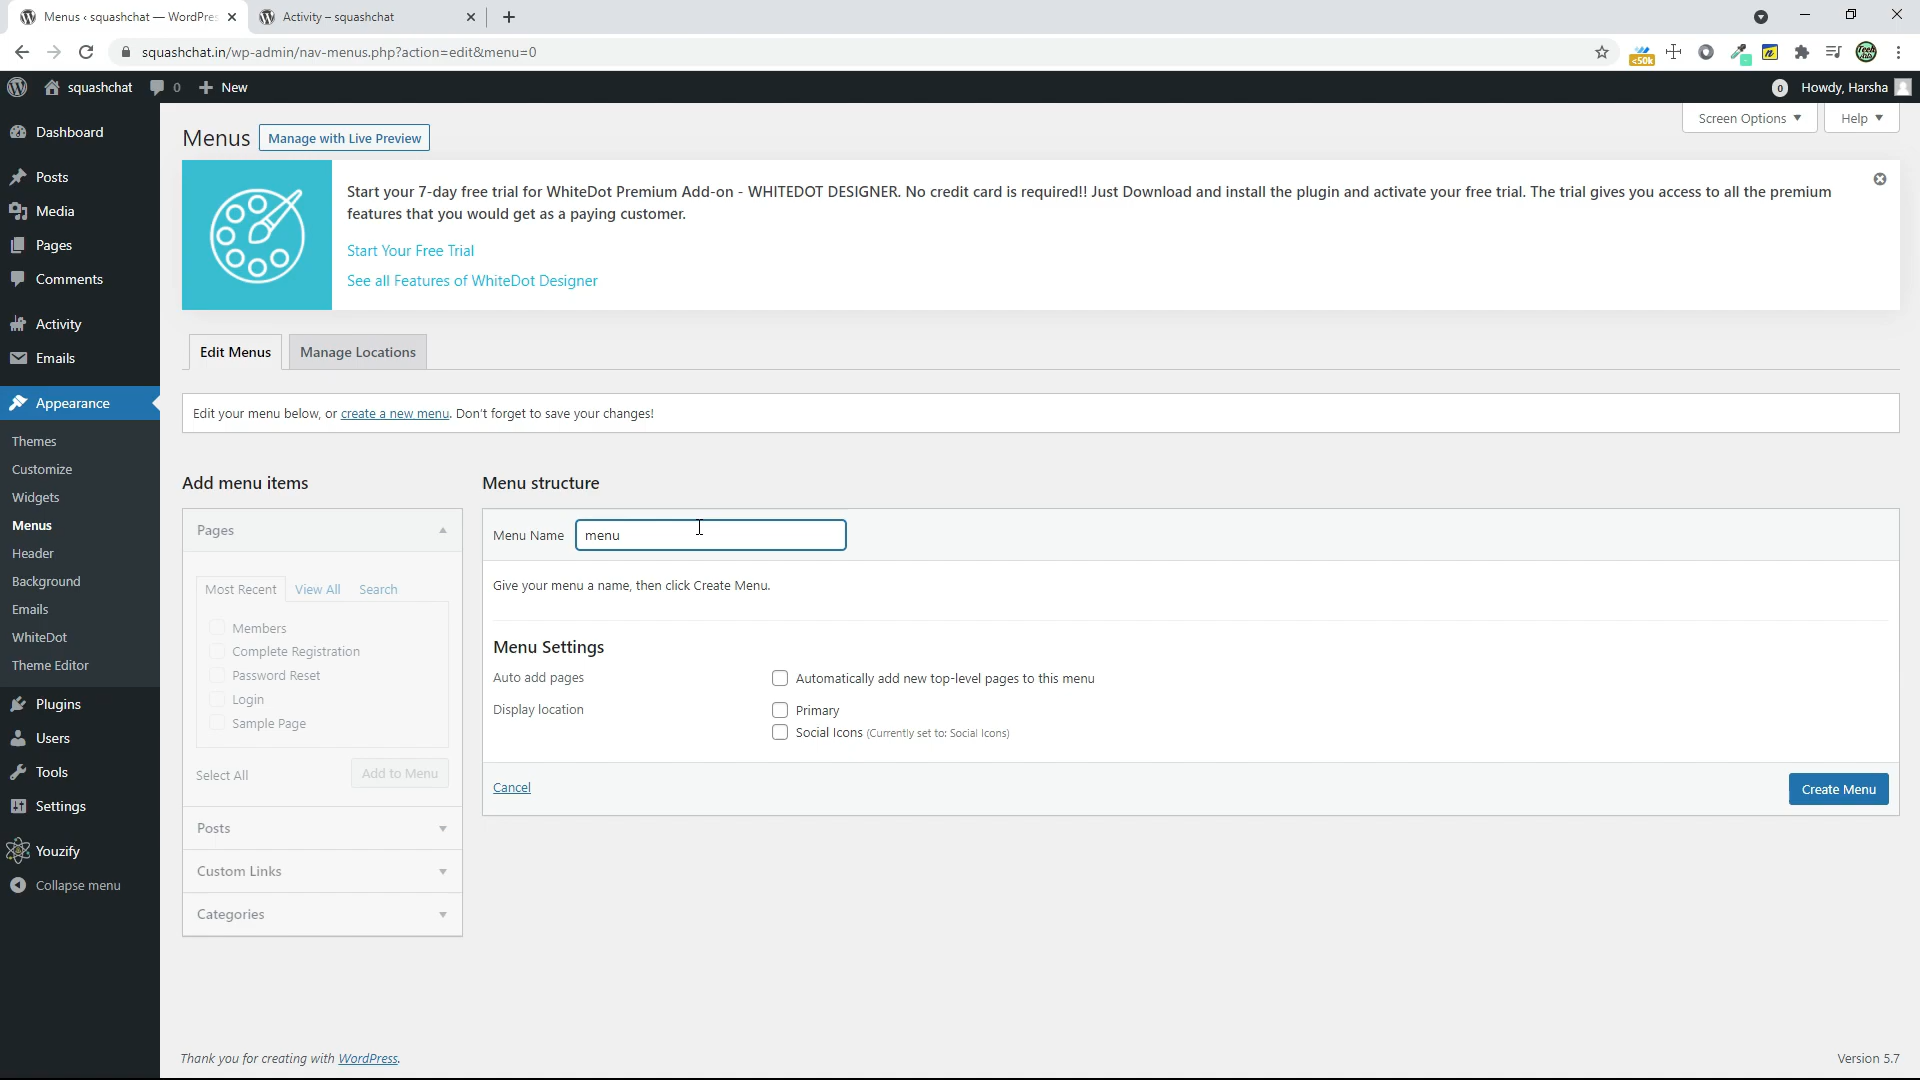 Menus ‹ squashchat — WordPres
Activity – squashchat
squashchat.in/wp-admin/nav-menus.php?action=edit&menu=0
<50k
squashchat
0
New
0
Howdy, Harsha
Screen Options
Help
Menus
Manage with Live Preview
Start your 7-day free trial for WhiteDot Premium Add-on - WHITEDOT DESIGNER. No credit card is required!! Just Download and install the plugin and activate your free trial. The trial gives you access to all the premium
features that you would get as a paying customer.
Start Your Free Trial
See all Features of WhiteDot Designer
Dashboard
Posts
Media
Pages
Comments
Activity
Emails
Appearance
Themes
Customize
Widgets
Menus
Header
Background
Emails
WhiteDot
Theme Editor
Plugins
Users
Tools
Settings
Youzify
Collapse menu
Edit Menus
Manage Locations
Edit your menu below, or create a new menu. Don't forget to save your changes!
Add menu items
Pages
Most Recent
View All
Search
Members
Complete Registration
Password Reset
Login
Sample Page
Select All
Add to Menu
Posts
Custom Links
Categories
Menu structure
Menu Name
menu
Give your menu a name, then click Create Menu.
Menu Settings
Auto add pages
Automatically add new top-level pages to this menu
Display location
Primary
Social Icons (Currently set to: Social Icons)
Cancel
Create Menu
Thank you for creating with WordPress.
Version 5.7